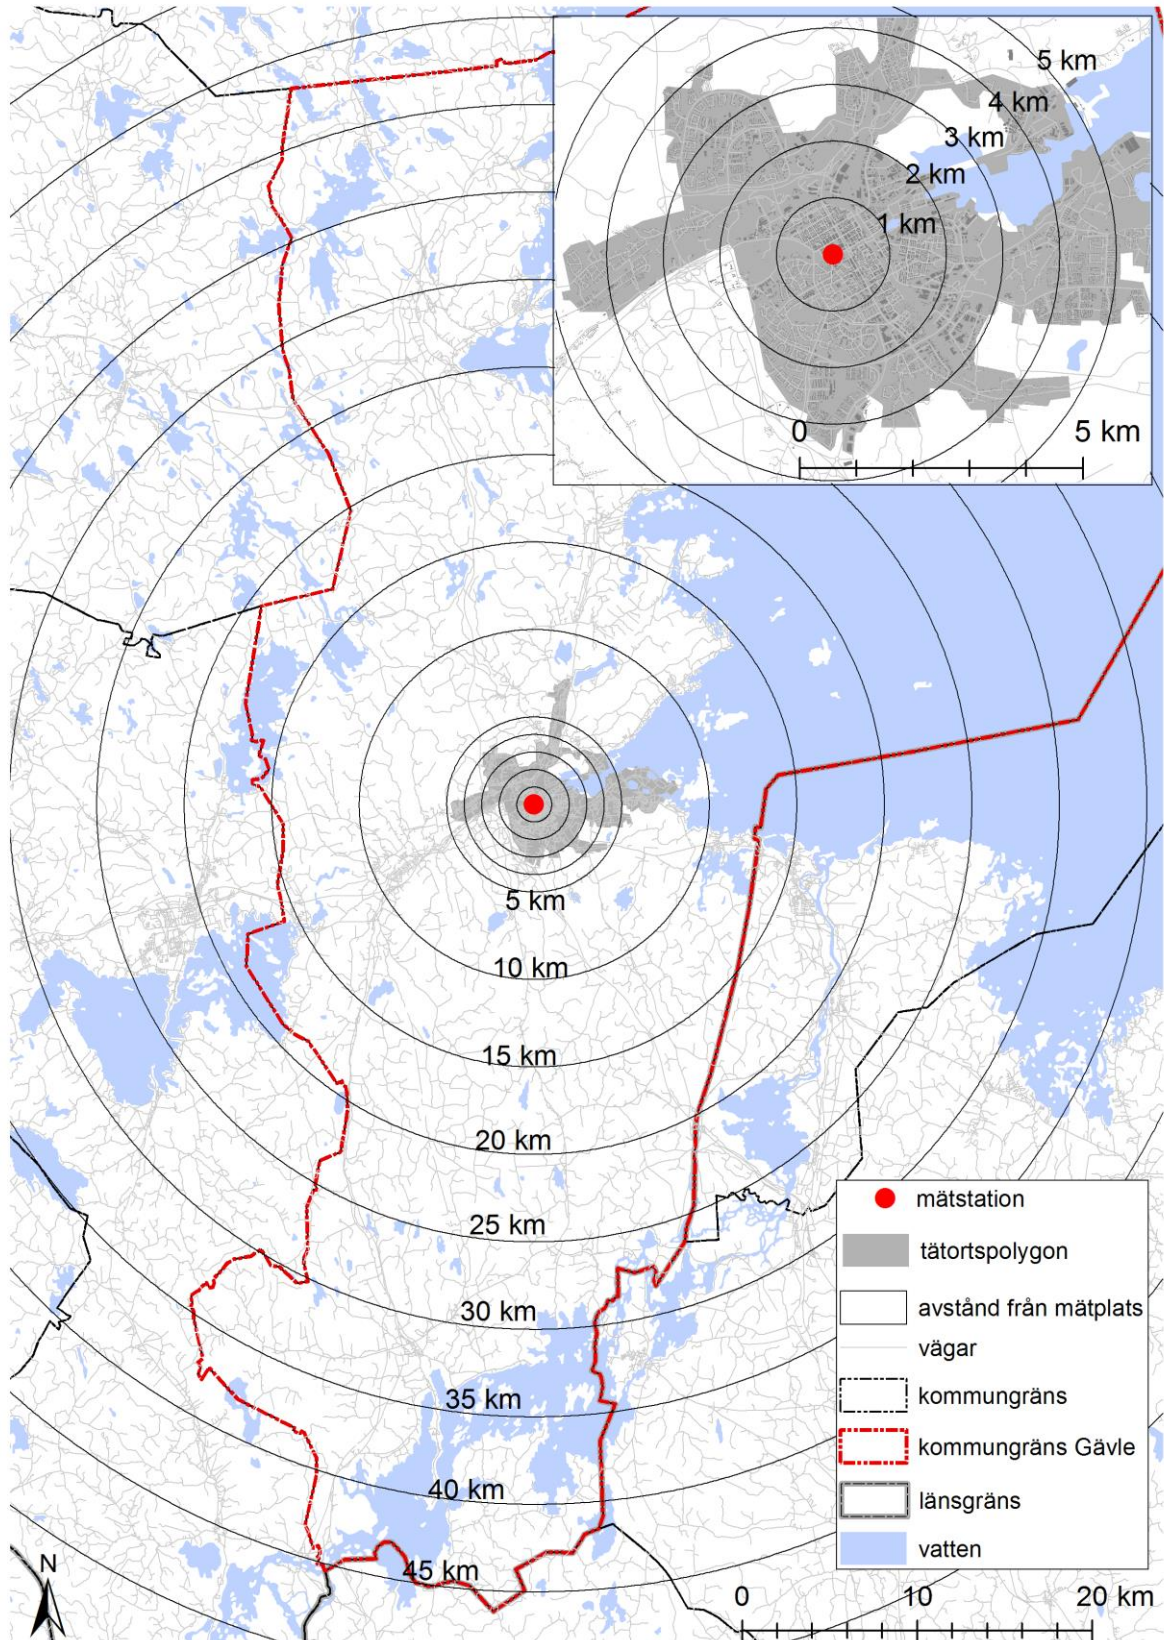 5 km
4 km
3 km
2 km
1 km
0 5 km
5 km
10 km
15 km
20 km
25 km
30 km
35 km
40 km
45 km
mätstation
tätortspolygon
avstånd från mätplats
vägar
kommungräns
kommungräns Gävle
länsgräns
vatten
N
0 10 20 km